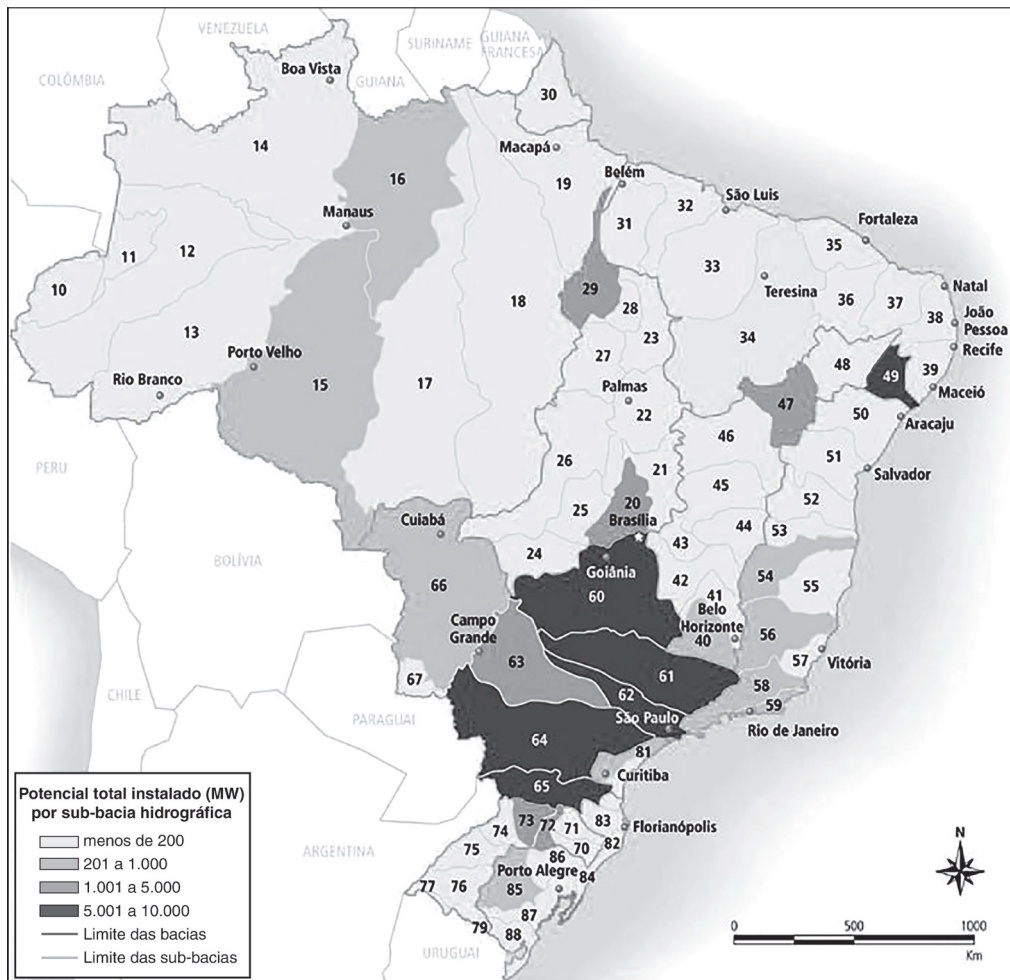 VENEZUELA
SURINAME
GUIANA
FRANCESA
COLÔMBIA
GUIANA
Boa Vista
30
14
Macapá
16
19
Belém
São Luis
32
31
Manaus
Fortaleza
35
11
12
33
10
18
29
Teresina
Natal
28
36
37
38
João
Pessoa
13
23
34
Recife
27
48
Porto Velho
49
39
Rio Branco
15
17
Palmas
47
Maceió
22
50
Aracaju
46
PERU
26
21
51
Salvador
45
20
25
52
Cuiabá
Brasília
44
53
24
43
BOLÍVIA
Goiânia
54
66
42
55
60
41
Belo
Horizonte
56
Campo
Grande
40
63
61
57
Vitória
67
62
58
CHILE
59
São Paulo
PARAGUAI
Rio de Janeiro
64
81
Curitiba
65
73
72
83
74
71
Florianópolis
ARGENTINA
75
70
82
86
Porto Alegre
84
77
76
85
87
79
88
URUGUAI
Potencial total instalado (MW)
por sub-bacia hidrográfica
menos de 200
201 a 1.000
1.001 a 5.000
5.001 a 10.000
Limite das bacias
Limite das sub-bacias
N
0 500 1000
Km